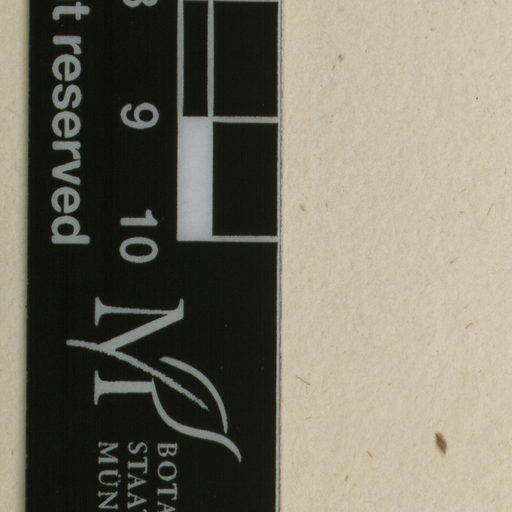 t reserved
8 9 10
M
BOTA
STAA
MÜN